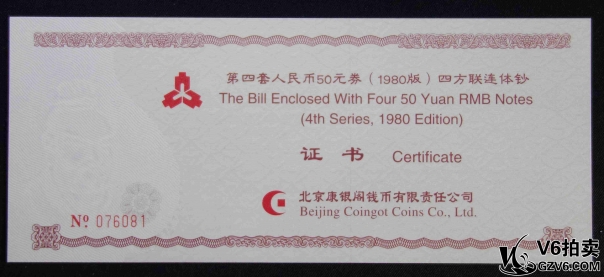 第四套人民币50元券（1980版）四方联连体钞
The Bill Enclosed With Four 50 Yuan RMB Notes
(4th Series, 1980 Edition)
证书 Certificate
北京康银阁钱币有限责任公司
Beijing Coingot Coins Co., Ltd.
Nº 076081
V6拍卖
GZV6.COM